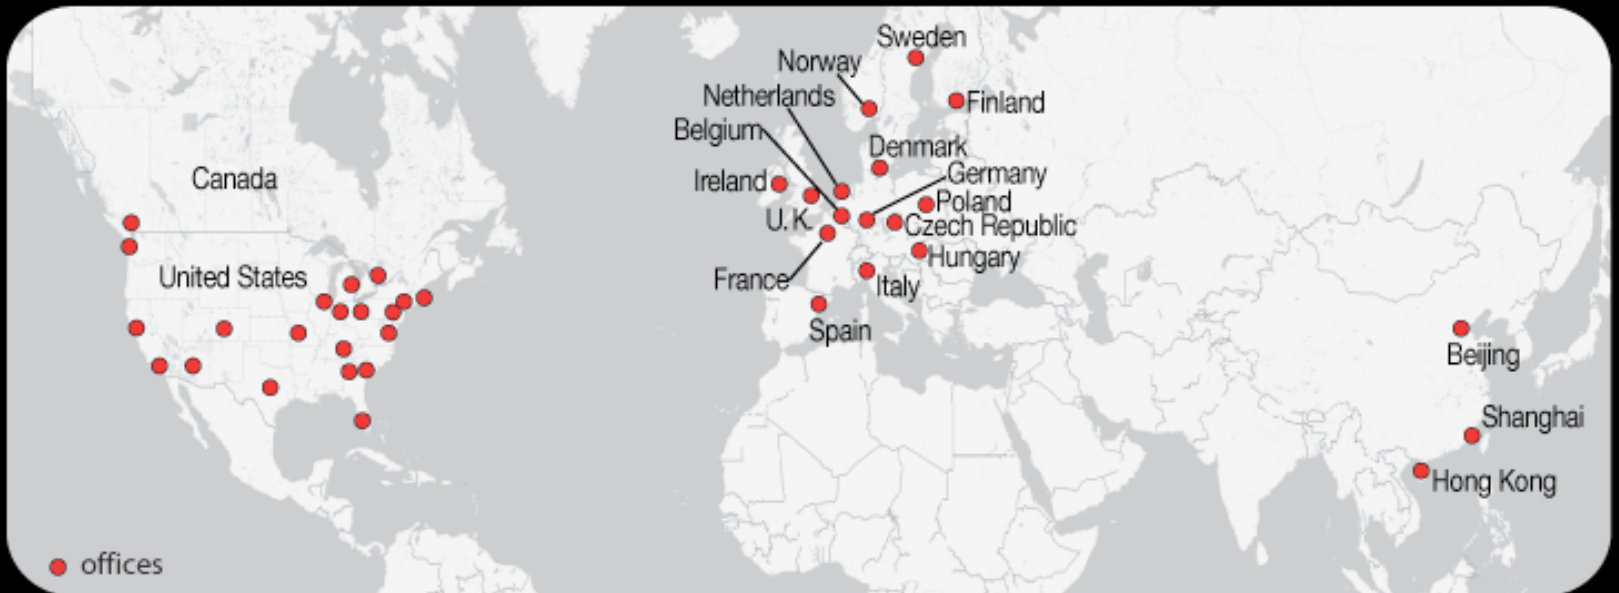 Sweden
Norway
Netherlands
Finland
Belgium
Denmark
Canada
Ireland
Germany
Poland
U.K.
Czech Republic
Hungary
United States
France
Italy
Spain
Beijing
Shanghai
Hong Kong
offices